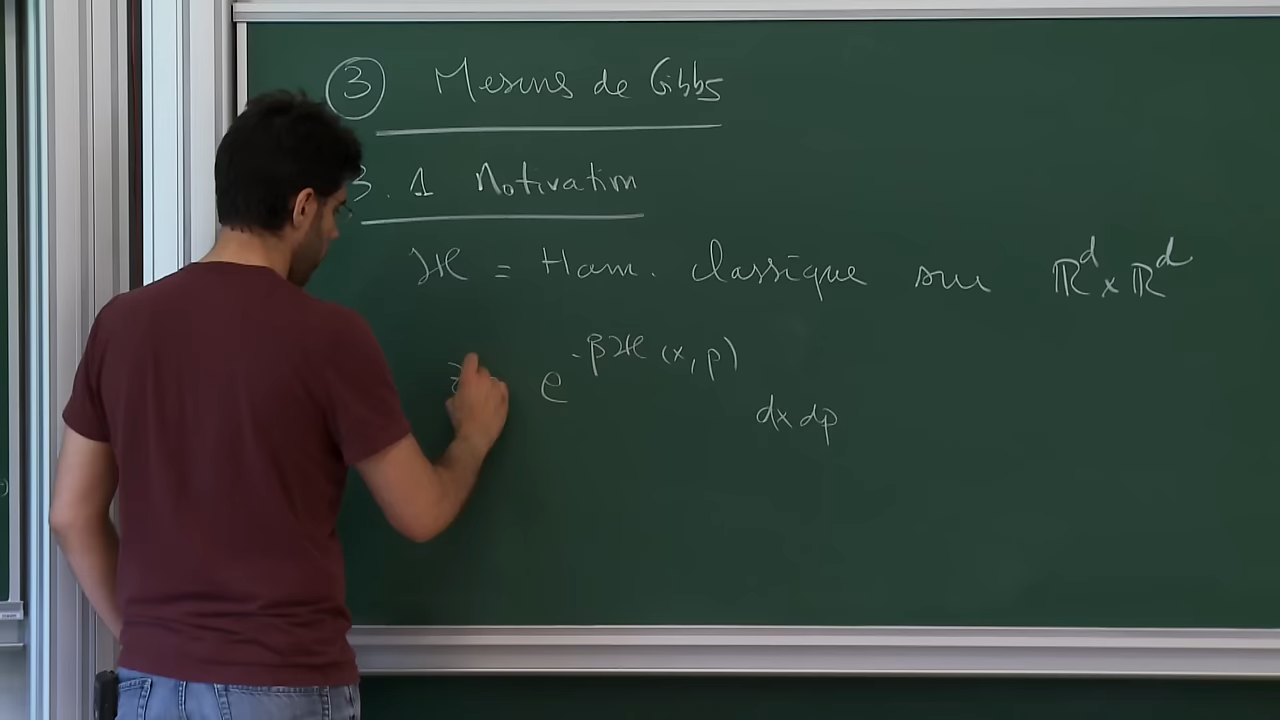 ③ Mesures de Gibbs
3.1 Motivation
ℋ = Ham. classique sur ℝ^d × ℝ^d
e^{-βℋ(x,p)} dx dp